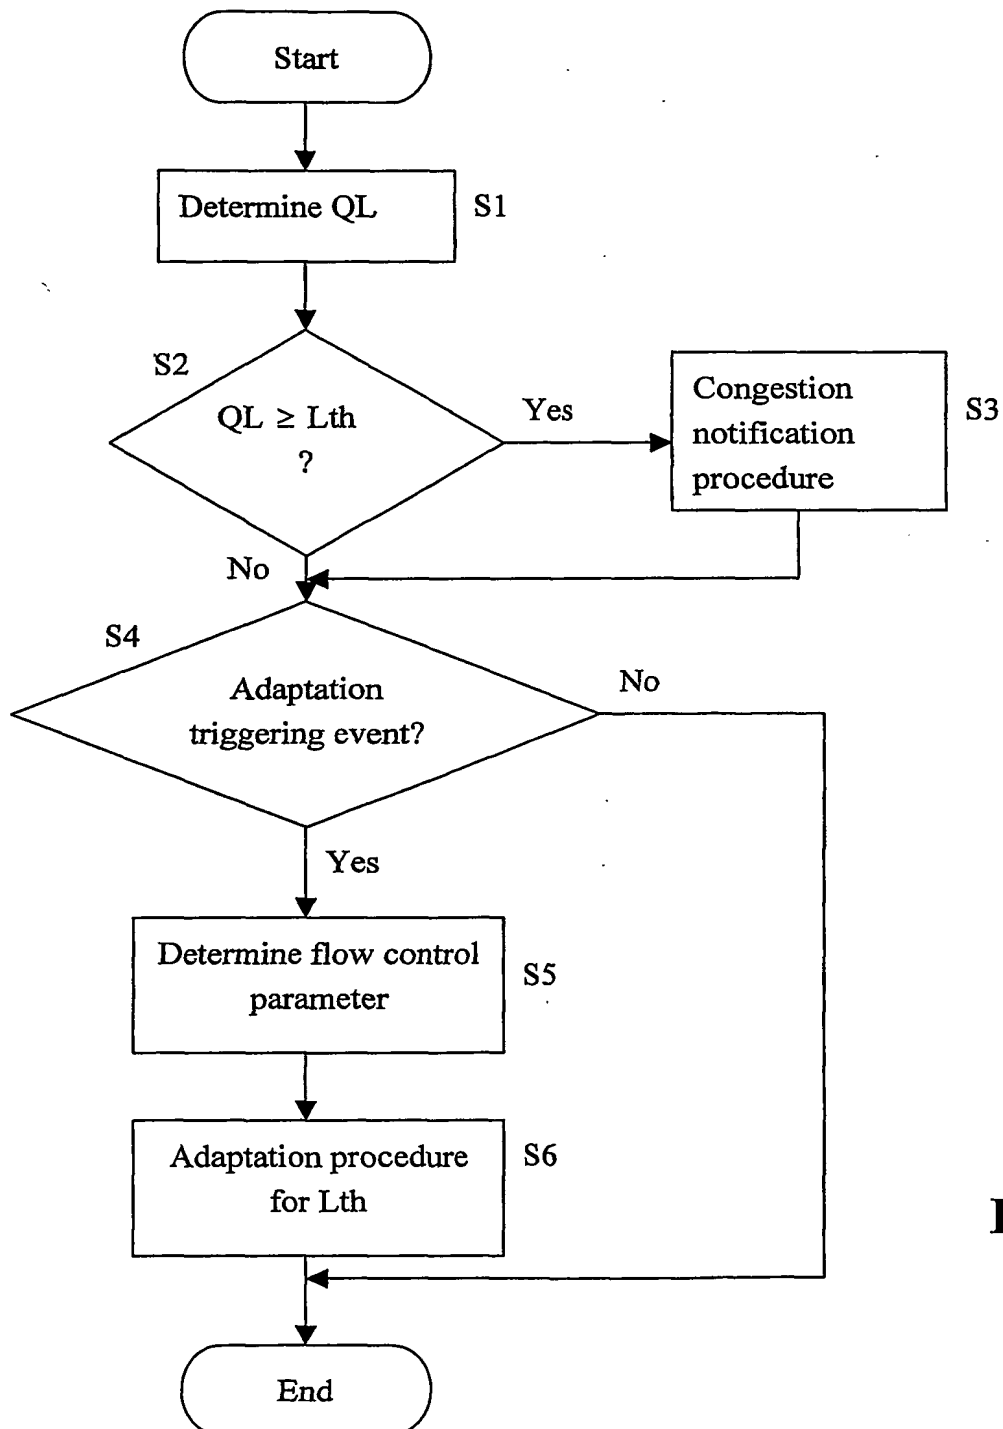 Start
Determine QL
S1
S2
QL ≥ Lth
?
Yes
Congestion
notification
procedure
S3
No
S4
Adaptation
triggering event?
No
Yes
Determine flow control
parameter
S5
Adaptation procedure
for Lth
S6
End